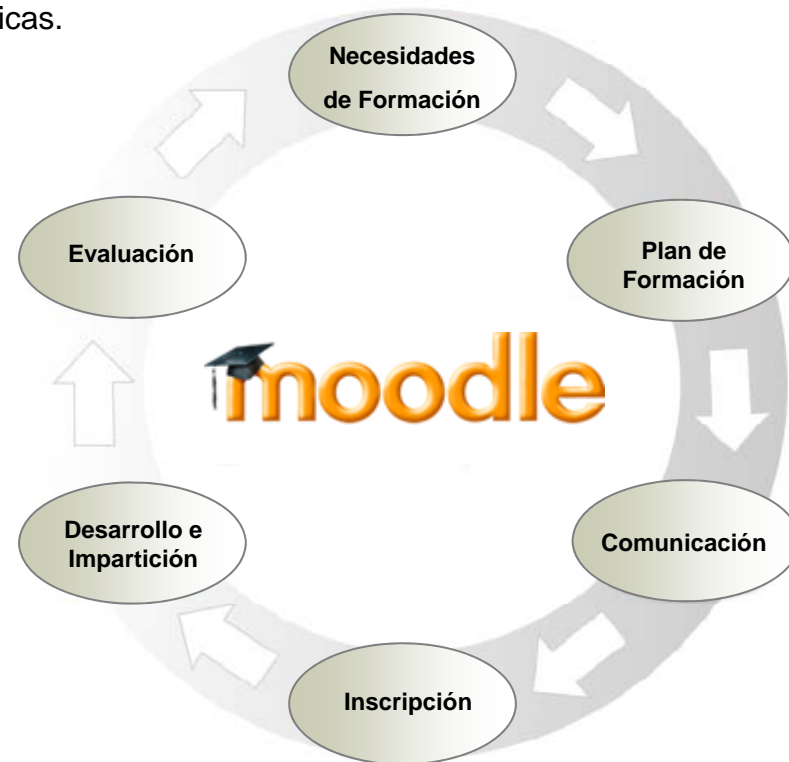 icas.
Necesidades
de Formación
Evaluación
Plan de
Formación
moodle
Desarrollo e
Impartición
Comunicación
Inscripción